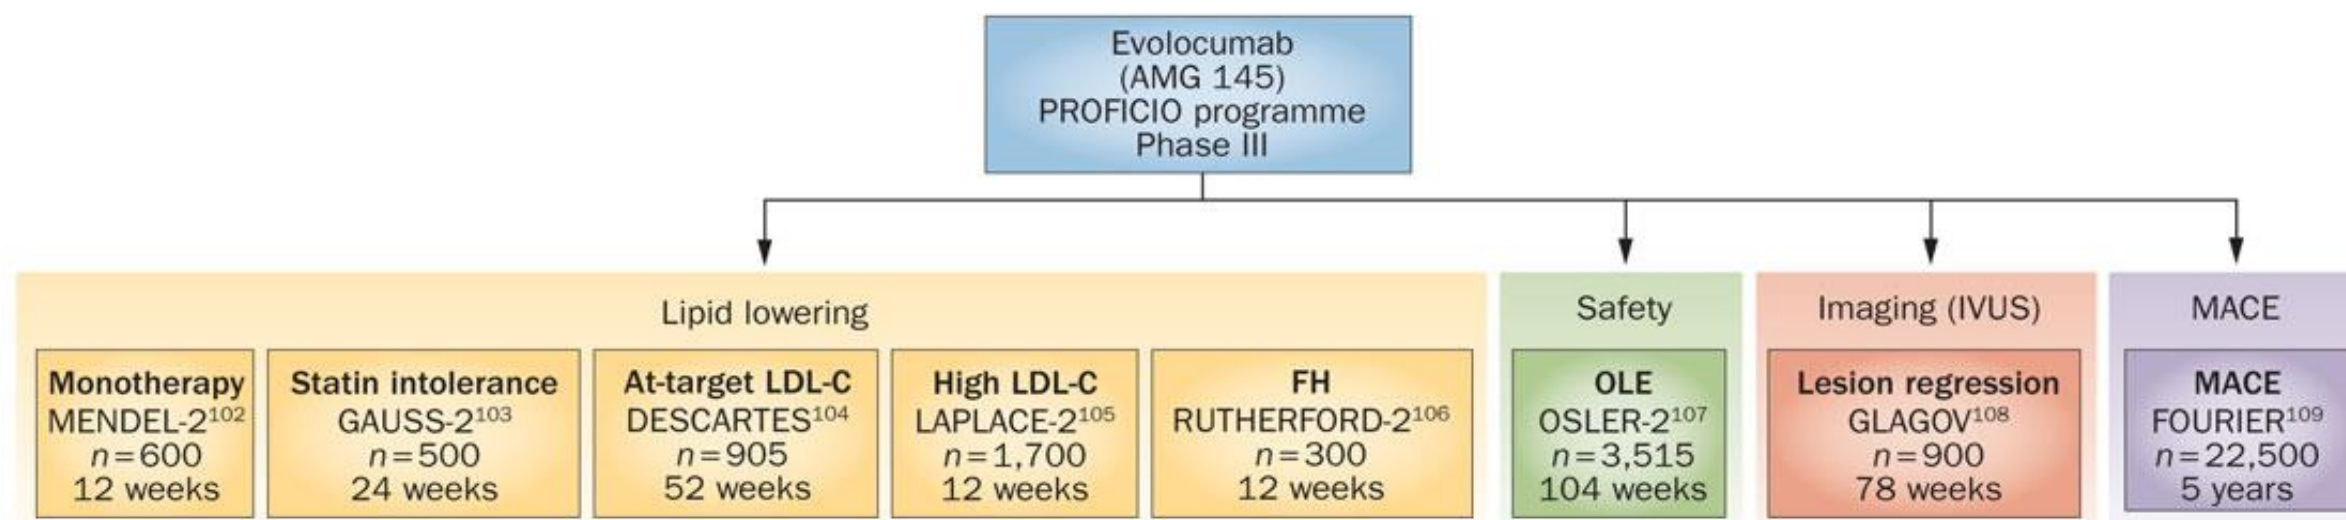 Evolocumab
(AMG 145)
PROFICIO programme
Phase III
Lipid lowering
Monotherapy
MENDEL-2102
n=600
12 weeks
Statin intolerance
GAUSS-2103
n=500
24 weeks
At-target LDL-C
DESCARTES104
n=905
52 weeks
High LDL-C
LAPLACE-2105
n=1,700
12 weeks
FH
RUTHERFORD-2106
n=300
12 weeks
Safety
OLE
OSLER-2107
n=3,515
104 weeks
Imaging (IVUS)
Lesion regression
GLAGOV108
n=900
78 weeks
MACE
MACE
FOURIER109
n=22,500
5 years